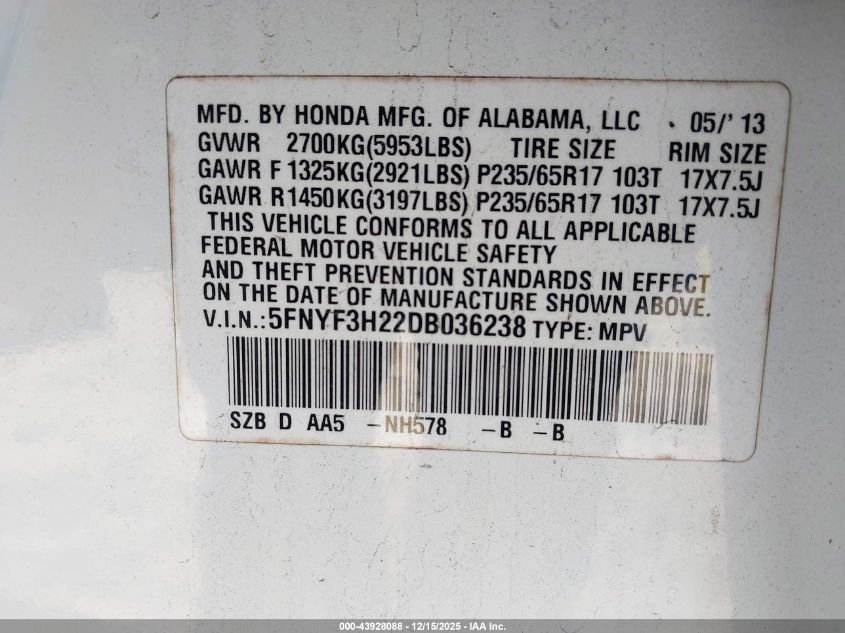 MFD. BY HONDA MFG. OF ALABAMA, LLC • 05/'13
GVWR 2700KG(5953LBS) TIRE SIZE RIM SIZE
GAWR F 1325KG(2921LBS) P235/65R17 103T 17X7.5J
GAWR R1450KG(3197LBS) P235/65R17 103T 17X7.5J
THIS VEHICLE CONFORMS TO ALL APPLICABLE
FEDERAL MOTOR VEHICLE SAFETY
AND THEFT PREVENTION STANDARDS IN EFFECT
ON THE DATE OF MANUFACTURE SHOWN ABOVE.
V.I.N.:5FNYF3H22DB036238 TYPE: MPV
SZB D AA5 -NH578 -B -B
000-43928088 - 12/15/2025 - IAA Inc.